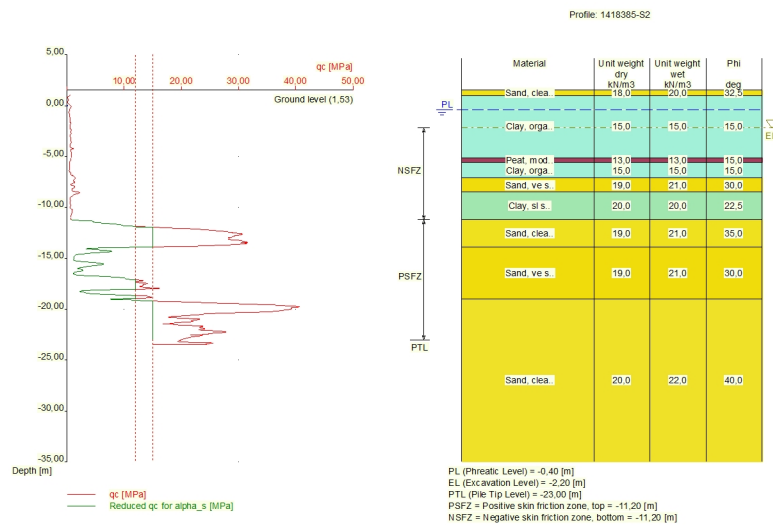 Profile: 1418385-S2
5,00
qc [MPa]
10,00 20,00 30,00 40,00 50,00
Ground level (1,53)
0,00
-5,00
-10,00
-15,00
-20,00
-25,00
-30,00
-35,00
Depth [m]
qc [MPa]
Reduced qc for alpha_s [MPa]
Material Unit weight dry kN/m3 Unit weight wet kN/m3 Phi deg
Sand, clea.. 18,0 20,0 32,5
PL
Clay, orga.. 15,0 15,0 15,0
EL
Peat, mod.. 13,0 13,0 15,0
NSFZ
Clay, orga.. 15,0 15,0 15,0
Sand, ve s.. 19,0 21,0 30,0
Clay, sl s.. 20,0 20,0 22,5
Sand, clea.. 19,0 21,0 35,0
PSFZ
Sand, ve s.. 19,0 21,0 30,0
PTL
Sand, clea.. 20,0 22,0 40,0
PL (Phreatic Level) = -0,40 [m]
EL (Excavation Level) = -2,20 [m]
PTL (Pile Tip Level) = -23,00 [m]
PSFZ = Positive skin friction zone, top = -11,20 [m]
NSFZ = Negative skin friction zone, bottom = -11,20 [m]